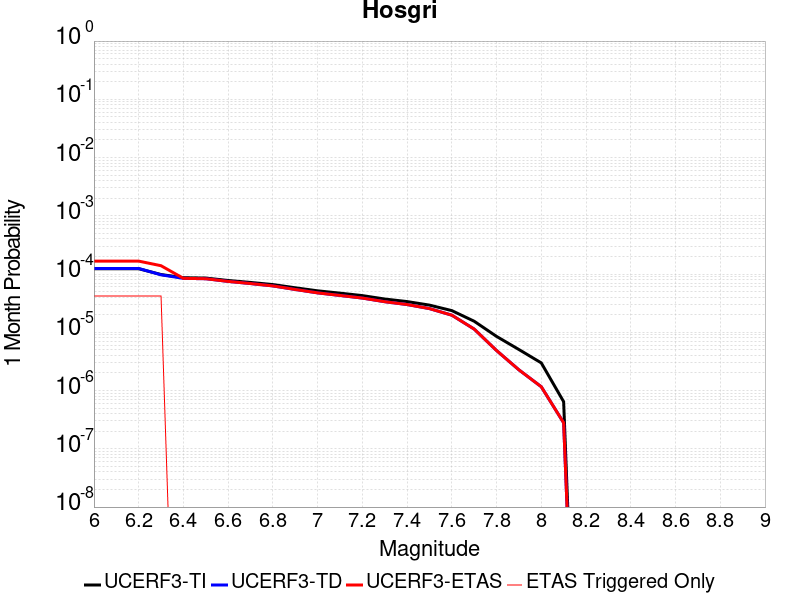 Hosgri
10^0
10^-1
10^-2
10^-3
10^-4
10^-5
10^-6
10^-7
10^-8
1 Month Probability
6 6.2 6.4 6.6 6.8 7 7.2 7.4 7.6 7.8 8 8.2 8.4 8.6 8.8 9
Magnitude
UCERF3-TI UCERF3-TD UCERF3-ETAS ETAS Triggered Only